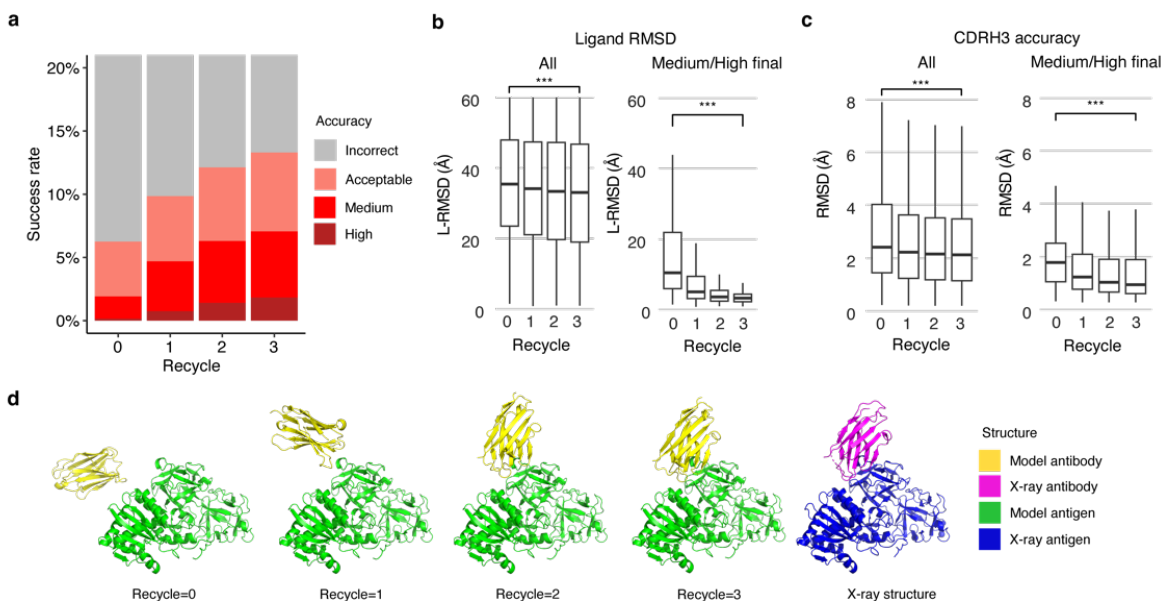 a
20%
15%
10%
5%
0%
Success rate
0 1 2 3
Recycle
Accuracy
Incorrect
Acceptable
Medium
High
b
Ligand RMSD
All
***
60
40
20
0
L-RMSD (Å)
0 1 2 3
Recycle
Medium/High final
***
60
40
20
0
L-RMSD (Å)
0 1 2 3
Recycle
c
CDRH3 accuracy
All
***
8
6
4
2
0
RMSD (Å)
0 1 2 3
Recycle
Medium/High final
***
8
6
4
2
0
RMSD (Å)
0 1 2 3
Recycle
d
Recycle=0
Recycle=1
Recycle=2
Recycle=3
X-ray structure
Structure
Model antibody
X-ray antibody
Model antigen
X-ray antigen